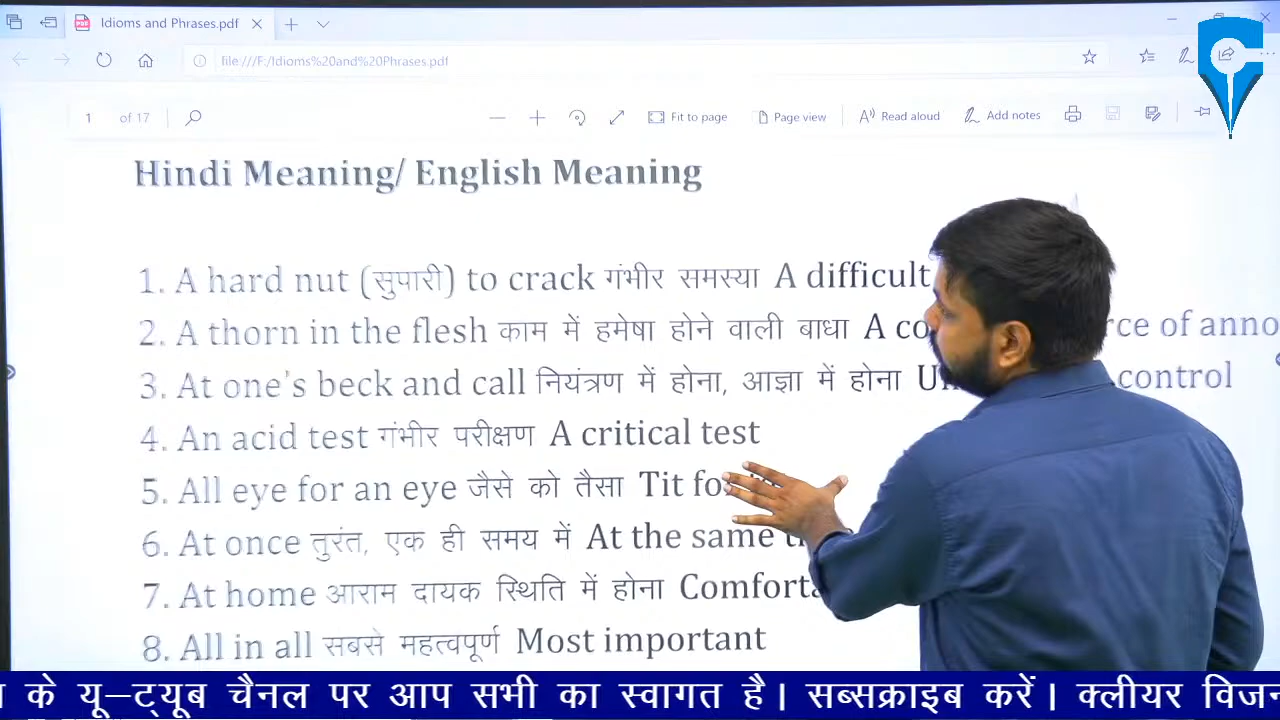 Idioms and Phrases.pdf
file:///F:/Idioms%20and%20Phrases.pdf
1 of 17 Fit to page Page view Read aloud Add notes
Hindi Meaning/ English Meaning
1. A hard nut (सुपारी) to crack गंभीर समस्या A difficult
2. A thorn in the flesh काम में हमेषा होने वाली बाधा A of
3. At one's beck and call नियंत्रण में होना, आज्ञा में होना control
4. An acid test गंभीर परीक्षण A critical test
5. All eye for an eye जैसे को तैसा Tit
6. At once तुरंत, एक ही समय में At the same
7. At home आराम दायक स्थिति में होना
8. All in all सबसे महत्वपूर्ण Most important
के यू–ट्यूब चैनल पर आप सभी का स्वागत है। सब्सक्राइब करें। क्लीयर